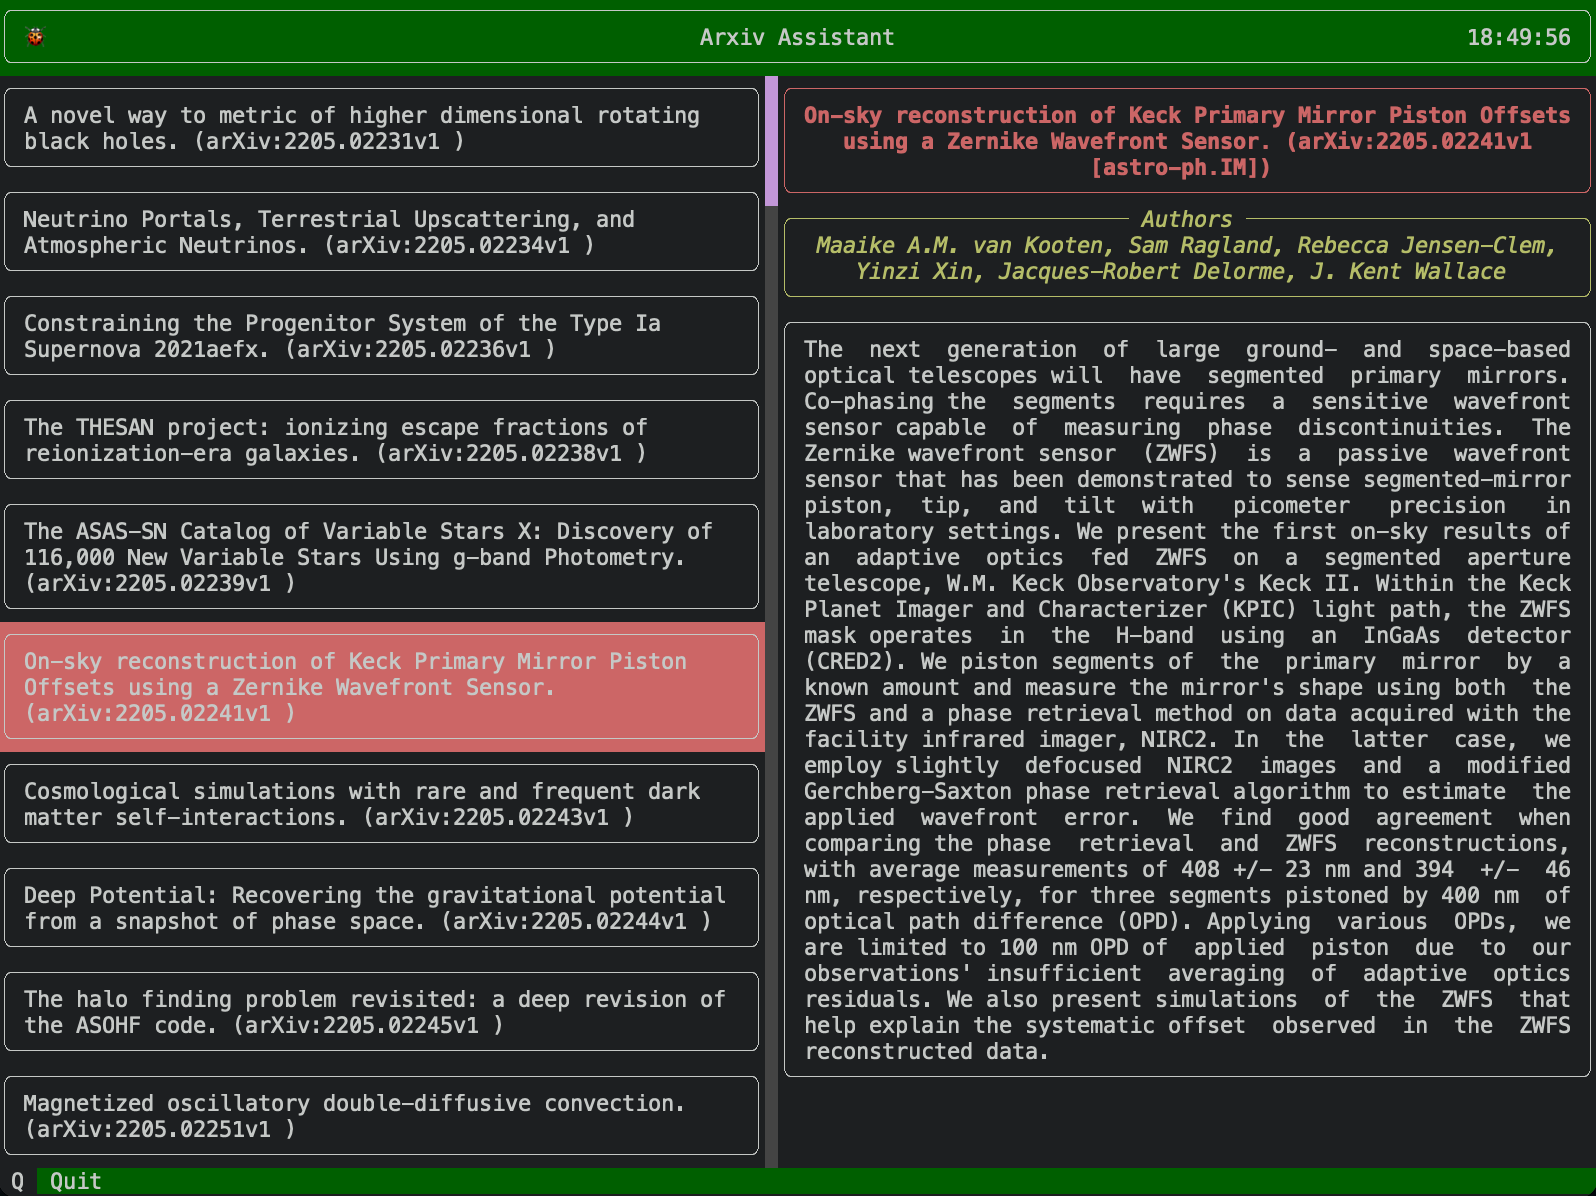 Arxiv Assistant
18:49:56
A novel way to metric of higher dimensional rotating
black holes. (arXiv:2205.02231v1 )
Neutrino Portals, Terrestrial Upscattering, and
Atmospheric Neutrinos. (arXiv:2205.02234v1 )
Constraining the Progenitor System of the Type Ia
Supernova 2021aefx. (arXiv:2205.02236v1 )
The THESAN project: ionizing escape fractions of
reionization-era galaxies. (arXiv:2205.02238v1 )
The ASAS-SN Catalog of Variable Stars X: Discovery of
116,000 New Variable Stars Using g-band Photometry.
(arXiv:2205.02239v1 )
On-sky reconstruction of Keck Primary Mirror Piston
Offsets using a Zernike Wavefront Sensor.
(arXiv:2205.02241v1 )
Cosmological simulations with rare and frequent dark
matter self-interactions. (arXiv:2205.02243v1 )
Deep Potential: Recovering the gravitational potential
from a snapshot of phase space. (arXiv:2205.02244v1 )
The halo finding problem revisited: a deep revision of
the ASOHF code. (arXiv:2205.02245v1 )
Magnetized oscillatory double-diffusive convection.
(arXiv:2205.02251v1 )
On-sky reconstruction of Keck Primary Mirror Piston Offsets
using a Zernike Wavefront Sensor. (arXiv:2205.02241v1
[astro-ph.IM])
Authors
Maaike A.M. van Kooten, Sam Ragland, Rebecca Jensen-Clem,
Yinzi Xin, Jacques-Robert Delorme, J. Kent Wallace
The next generation of large ground- and space-based
optical telescopes will have segmented primary mirrors.
Co-phasing the segments requires a sensitive wavefront
sensor capable of measuring phase discontinuities. The
Zernike wavefront sensor (ZWFS) is a passive wavefront
sensor that has been demonstrated to sense segmented-mirror
piston, tip, and tilt with picometer precision in
laboratory settings. We present the first on-sky results of
an adaptive optics fed ZWFS on a segmented aperture
telescope, W.M. Keck Observatory's Keck II. Within the Keck
Planet Imager and Characterizer (KPIC) light path, the ZWFS
mask operates in the H-band using an InGaAs detector
(CRED2). We piston segments of the primary mirror by a
known amount and measure the mirror's shape using both the
ZWFS and a phase retrieval method on data acquired with the
facility infrared imager, NIRC2. In the latter case, we
employ slightly defocused NIRC2 images and a modified
Gerchberg-Saxton phase retrieval algorithm to estimate the
applied wavefront error. We find good agreement when
comparing the phase retrieval and ZWFS reconstructions,
with average measurements of 408 +/- 23 nm and 394 +/- 46
nm, respectively, for three segments pistoned by 400 nm of
optical path difference (OPD). Applying various OPDs, we
are limited to 100 nm OPD of applied piston due to our
observations' insufficient averaging of adaptive optics
residuals. We also present simulations of the ZWFS that
help explain the systematic offset observed in the ZWFS
reconstructed data.
Q Quit